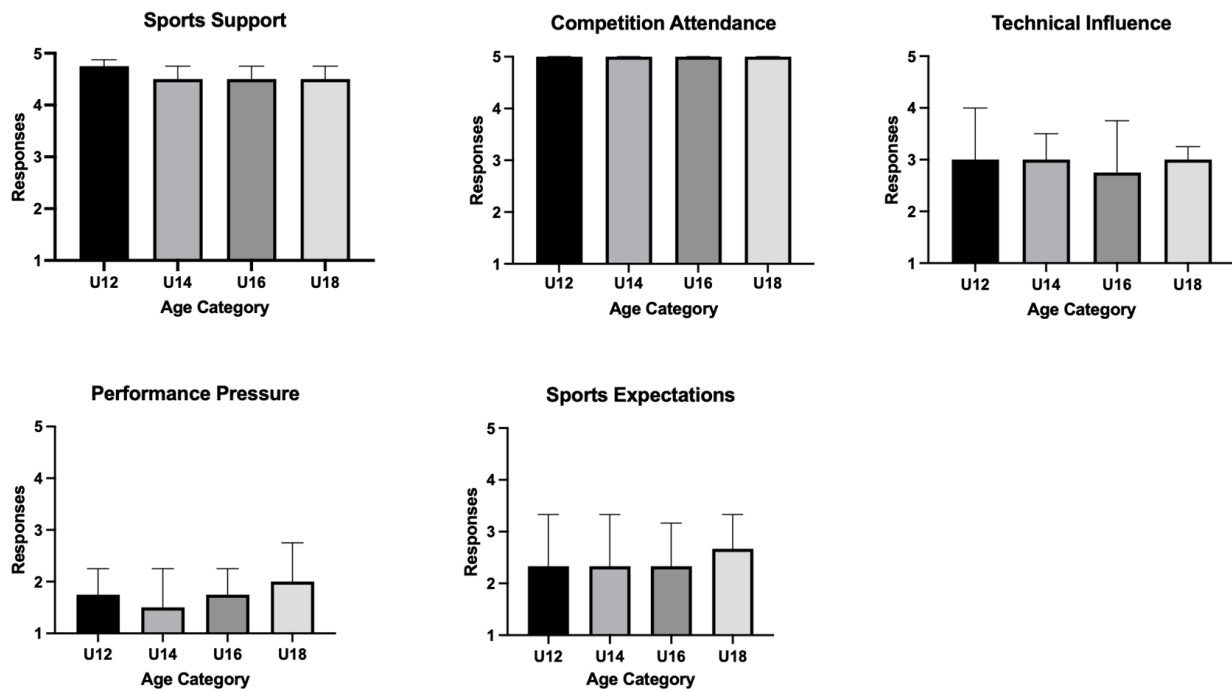 Sports Support
5
4
3
2
1
Responses
U12 U14 U16 U18
Age Category
Competition Attendance
5
4
3
2
1
Responses
U12 U14 U16 U18
Age Category
Technical Influence
5
4
3
2
1
Responses
U12 U14 U16 U18
Age Category
Performance Pressure
5
4
3
2
1
Responses
U12 U14 U16 U18
Age Category
Sports Expectations
5
4
3
2
1
Responses
U12 U14 U16 U18
Age Category